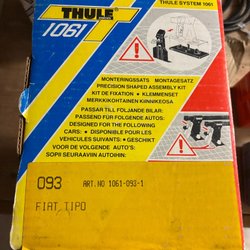 THULE
SWEDEN
1061
THULE SYSTEM 1061
MONTERINGSSATS MONTAGESATZ
PRECISION SHAPED ASSEMBLY KIT
KIT DE FIXATION • KLEMMENSET
MERKKIKOHTAINEN KIINNIKOSA
PASSAR TILL FÖLJANDE BILAR:
PASSEND FÜR FOLGENDE AUTOS:
DESIGNED FOR THE FOLLOWING
CARS: • DISPONIBLE POUR LES
VEHICULES SUIVANTS: • GESCHIKT
VOOR DE VOLGENDE AUTO'S:
SOPII SEURAAVIIN AUTOIHIN:
093
ART.NO 1061-093-1
FIAT TIPO